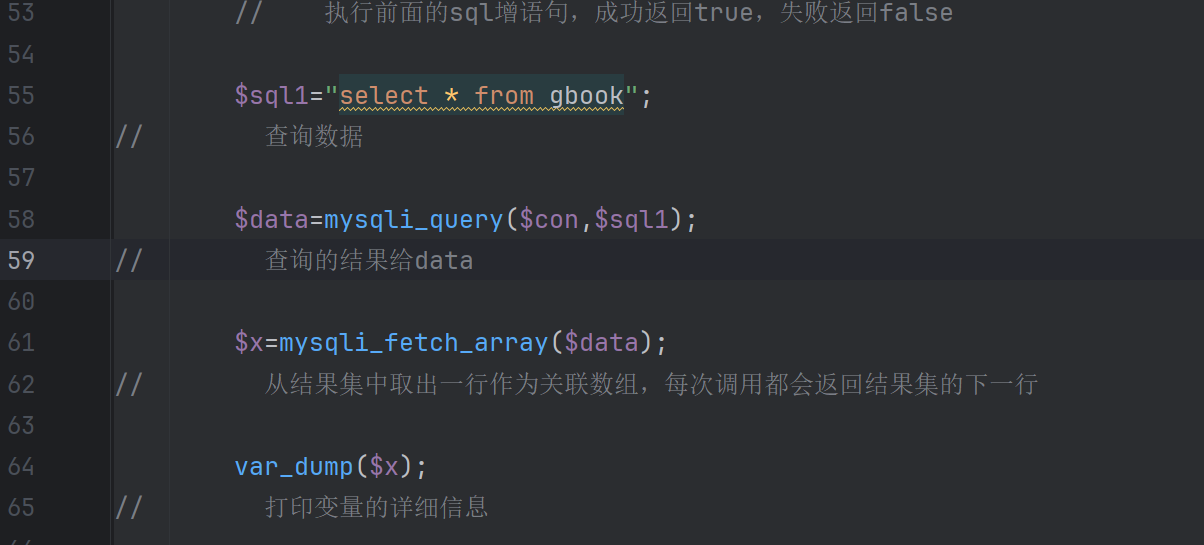 53 // 执行前面的sql增语句，成功返回true，失败返回false
54
55 $sql1="select * from gbook";
56 // 查询数据
57
58 $data=mysqli_query($con,$sql1);
59 // 查询的结果给data
60
61 $x=mysqli_fetch_array($data);
62 // 从结果集中取出一行作为关联数组，每次调用都会返回结果集的下一行
63
64 var_dump($x);
65 // 打印变量的详细信息